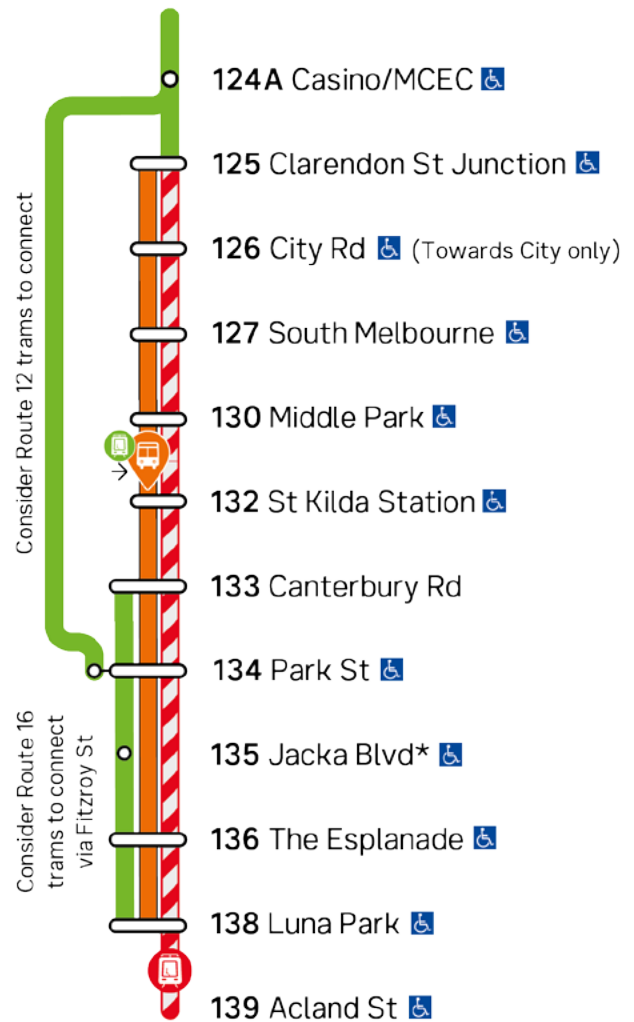 124A Casino/MCEC
125 Clarendon St Junction
126 City Rd (Towards City only)
127 South Melbourne
130 Middle Park
132 St Kilda Station
133 Canterbury Rd
134 Park St
135 Jacka Blvd*
136 The Esplanade
138 Luna Park
139 Acland St
Consider Route 12 trams to connect
Consider Route 16
trams to connect
via Fitzroy St